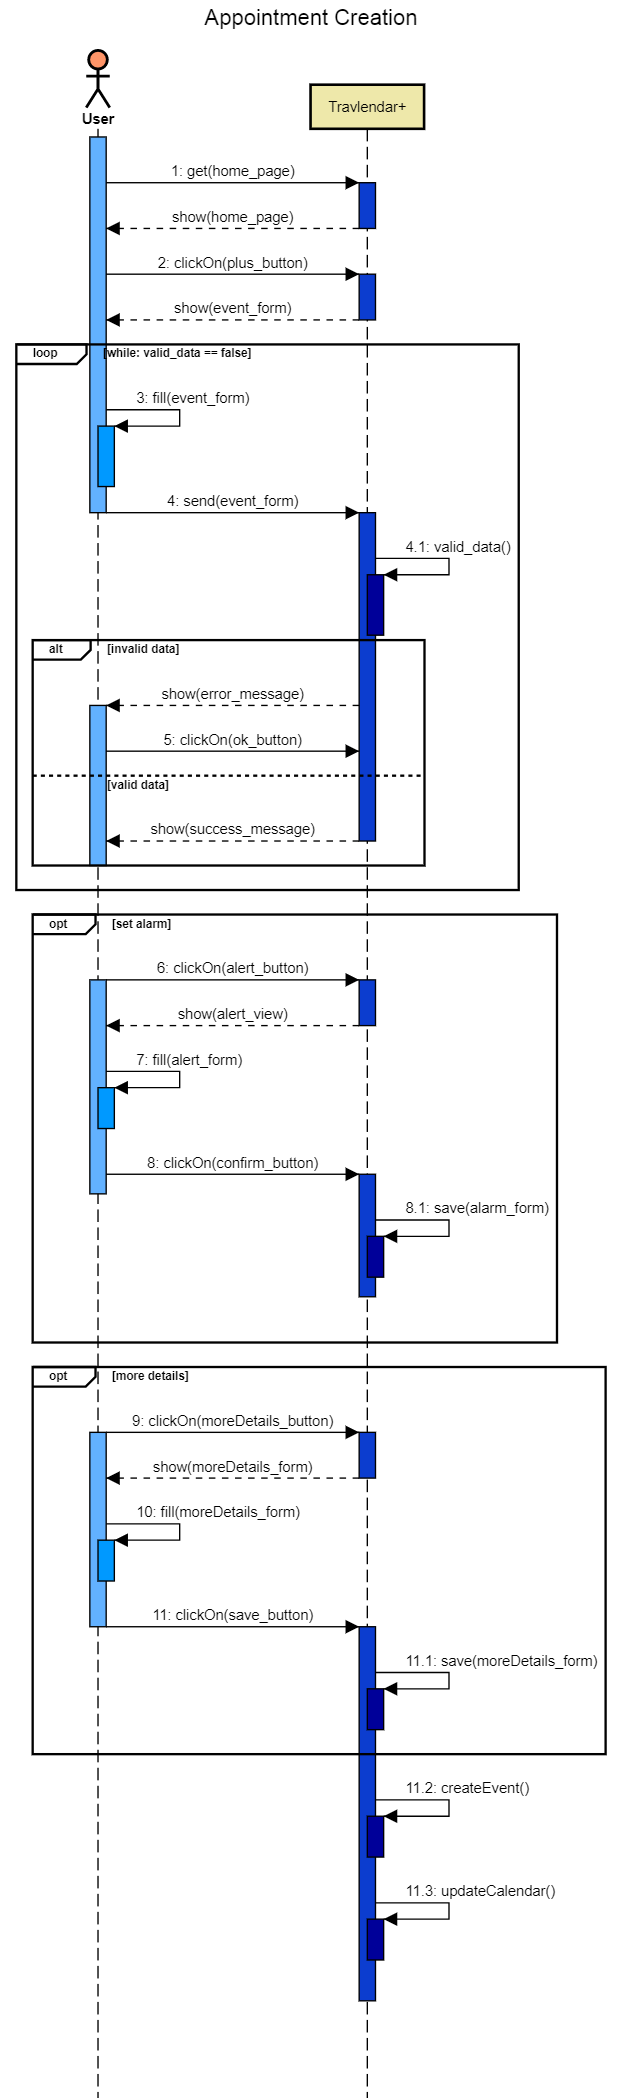 Appointment Creation
User
Travlendar+
1: get(home_page)
show(home_page)
2: clickOn(plus_button)
show(event_form)
loop
[while: valid_data == false]
3: fill(event_form)
4: send(event_form)
4.1: valid_data()
alt
[invalid data]
show(error_message)
5: clickOn(ok_button)
[valid data]
show(success_message)
opt
[set alarm]
6: clickOn(alert_button)
show(alert_view)
7: fill(alert_form)
8: clickOn(confirm_button)
8.1: save(alarm_form)
opt
[more details]
9: clickOn(moreDetails_button)
show(moreDetails_form)
10: fill(moreDetails_form)
11: clickOn(save_button)
11.1: save(moreDetails_form)
11.2: createEvent()
11.3: updateCalendar()